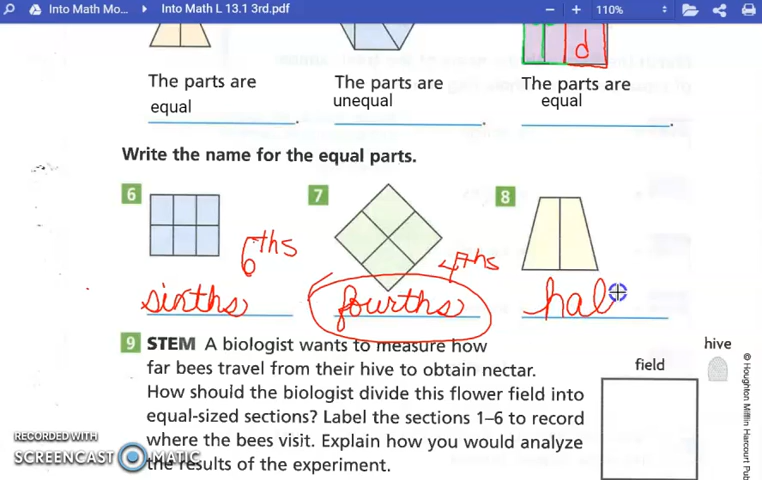 Into Math Mo...
Into Math L 13.1 3rd.pdf
110%
d
The parts are
equal
.
The parts are
unequal
.
The parts are
equal
.
Write the name for the equal parts.
6
6ths
sixths
7
4ths
fourths
8
hal
9 STEM A biologist wants to measure how
far bees travel from their hive to obtain nectar.
How should the biologist divide this flower field into
equal-sized sections? Label the sections 1–6 to record
where the bees visit. Explain how you would analyze
the results of the experiment.
field
hive
© Houghton Mifflin Harcourt Pub
RECORDED WITH
SCREENCAST MATIC